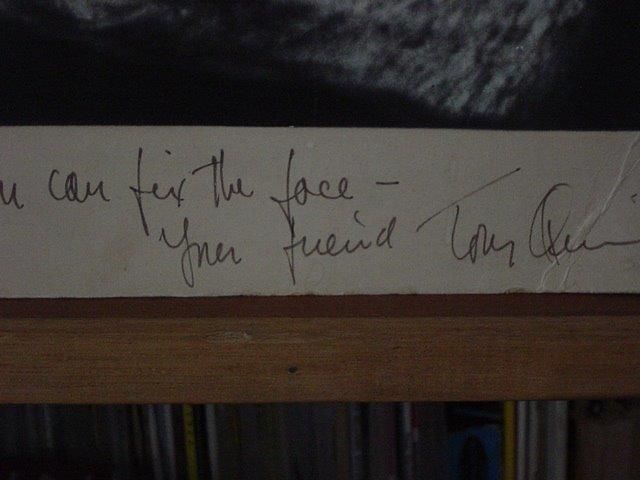 can fix the face -
Your friend Tony